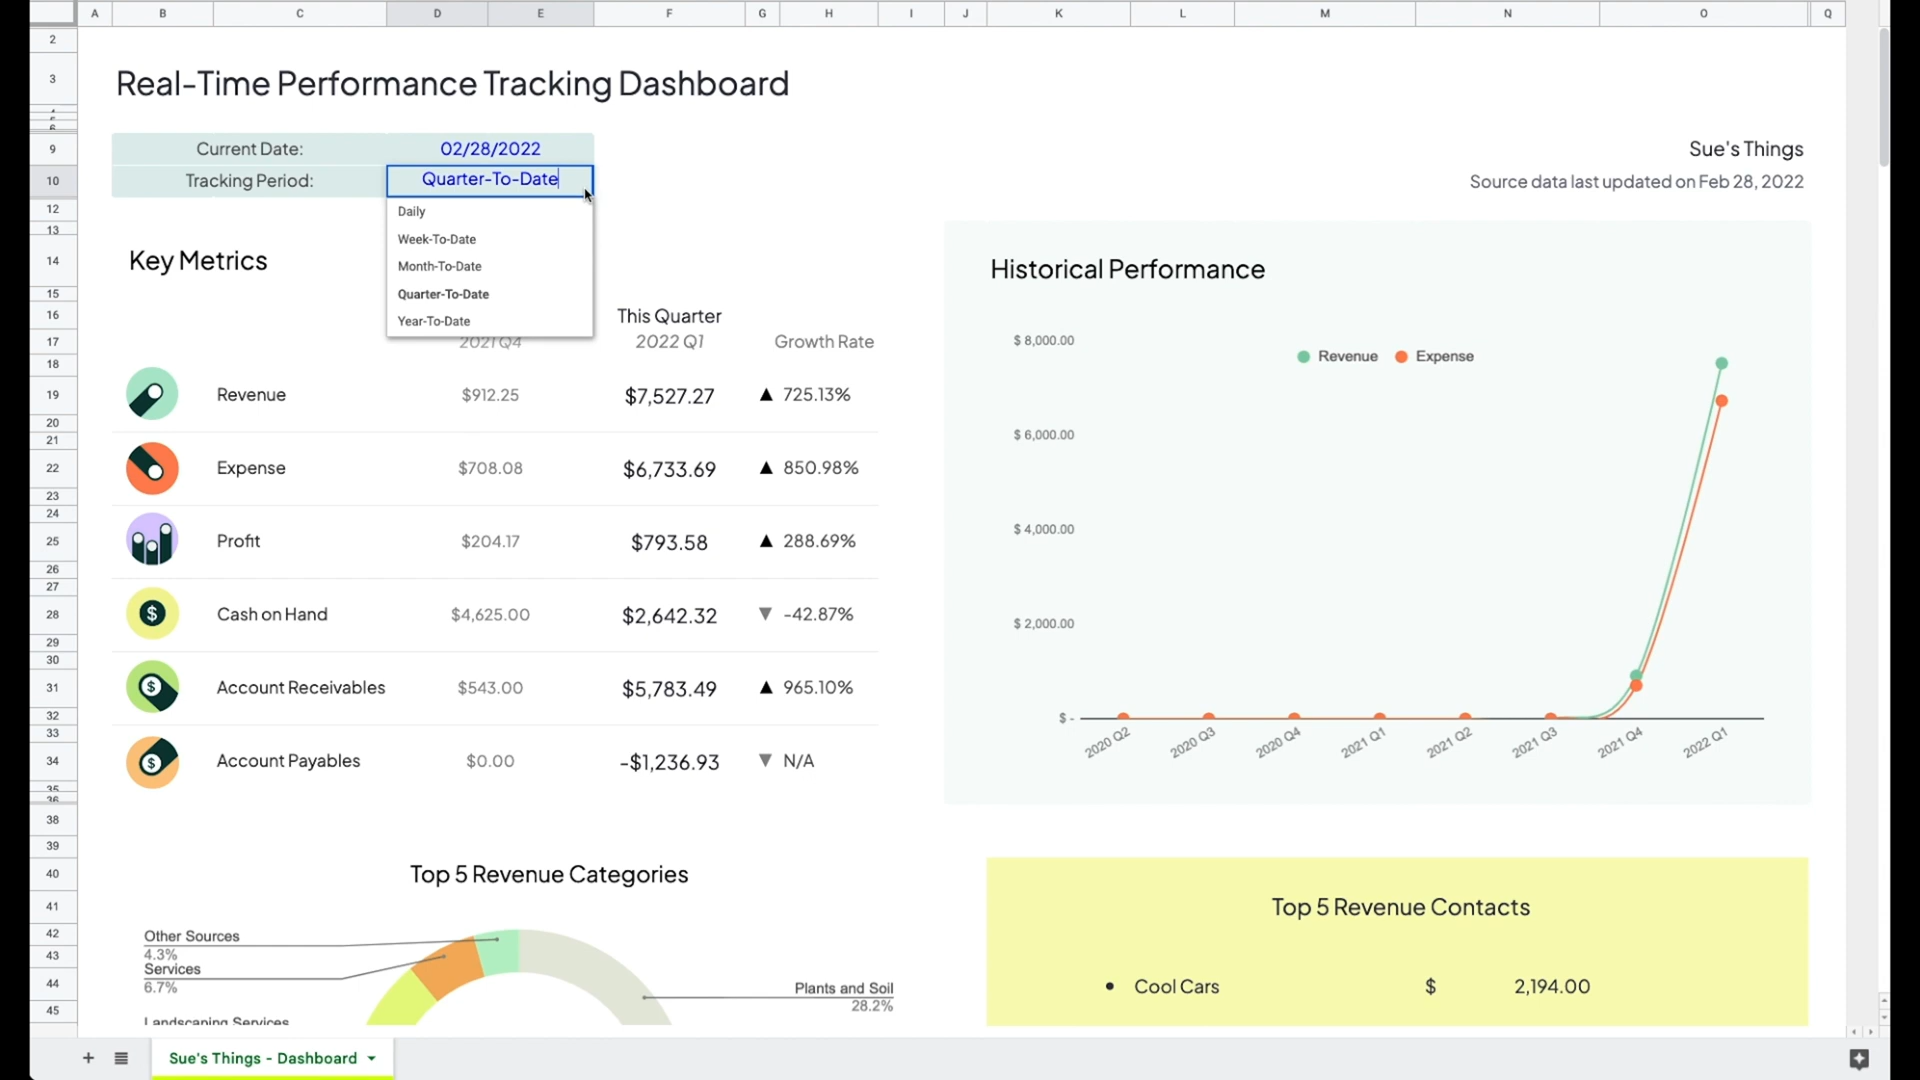 A B C D E F G H I J K L M N O Q
2
3
Real-Time Performance Tracking Dashboard
9
Current Date: 02/28/2022
Sue's Things
10
Tracking Period: Quarter-To-Date
Source data last updated on Feb 28, 2022
12
Daily
13
Week-To-Date
14
Key Metrics
Month-To-Date
Historical Performance
15
Quarter-To-Date
16
Year-To-Date
This Quarter
17
2021 Q4 2022 Q1 Growth Rate
$ 8,000.00
18
Revenue Expense
19
Revenue $912.25 $7,527.27 ▲ 725.13%
20
21
$ 6,000.00
22
Expense $708.08 $6,733.69 ▲ 850.98%
23
24
$ 4,000.00
25
Profit $204.17 $793.58 ▲ 288.69%
26
27
28
Cash on Hand $4,625.00 $2,642.32 ▼ -42.87%
$ 2,000.00
29
30
31
Account Receivables $543.00 $5,783.49 ▲ 965.10%
32
$ -
33
2020 Q2 2020 Q3 2020 Q4 2021 Q1 2021 Q2 2021 Q3 2021 Q4 2022 Q1
34
Account Payables $0.00 -$1,236.93 ▼ N/A
35
36
38
39
40
Top 5 Revenue Categories
41
Top 5 Revenue Contacts
42
Other Sources
43
4.3%
Services
44
6.7%
Plants and Soil
28.2%
• Cool Cars $ 2,194.00
45
Landscaping Services
+ Sue's Things - Dashboard